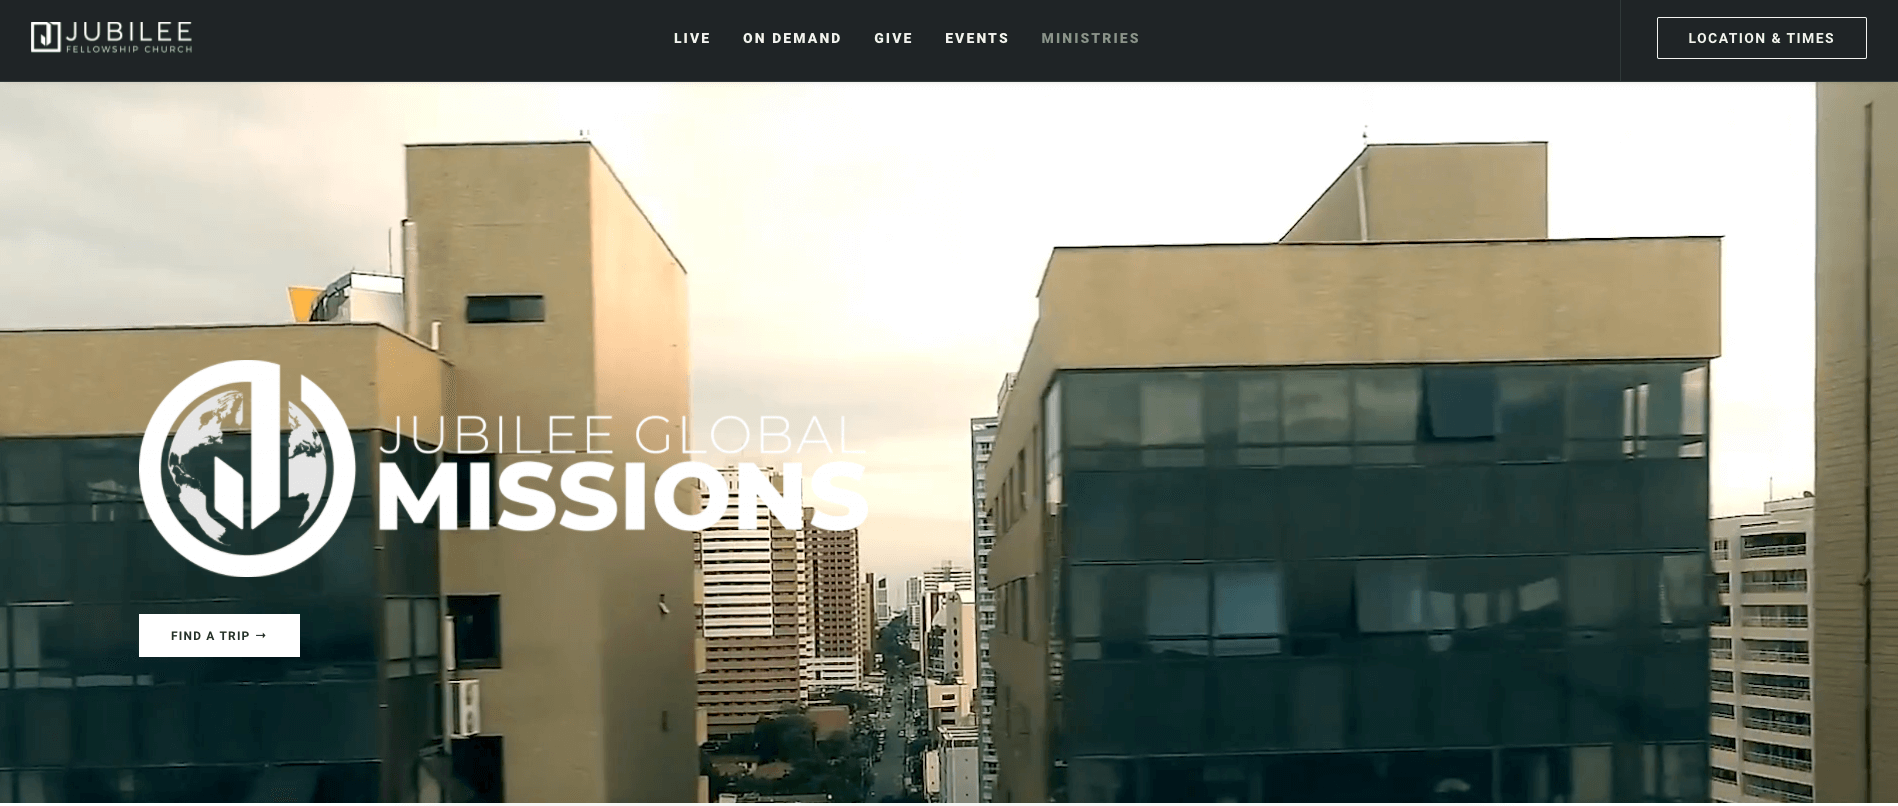 JUBILEE
FELLOWSHIP CHURCH
LIVE
ON DEMAND
GIVE
EVENTS
MINISTRIES
LOCATION & TIMES
JUBILEE GLOBAL
MISSIONS
FIND A TRIP →